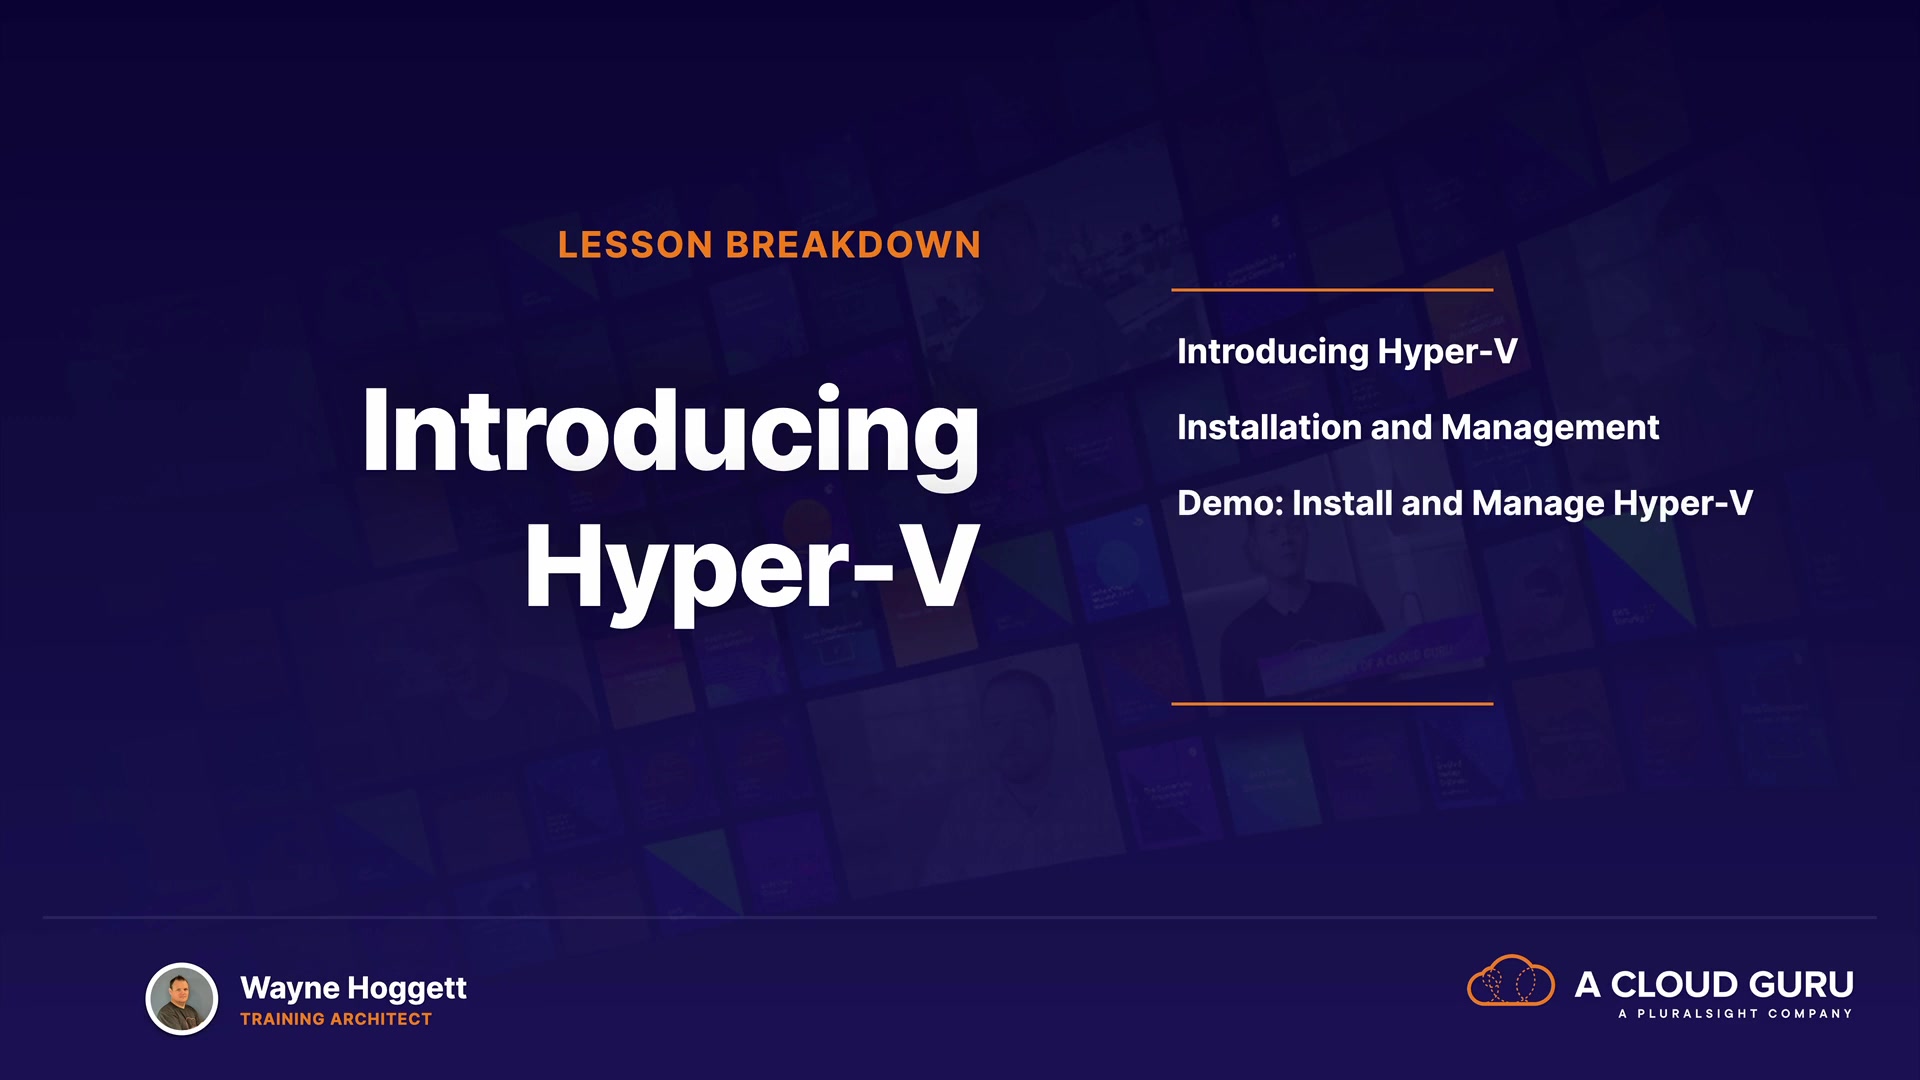 LESSON BREAKDOWN
Introducing
Hyper-V
Introducing Hyper-V
Installation and Management
Demo: Install and Manage Hyper-V
Wayne Hoggett
TRAINING ARCHITECT
A CLOUD GURU
A PLURALSIGHT COMPANY